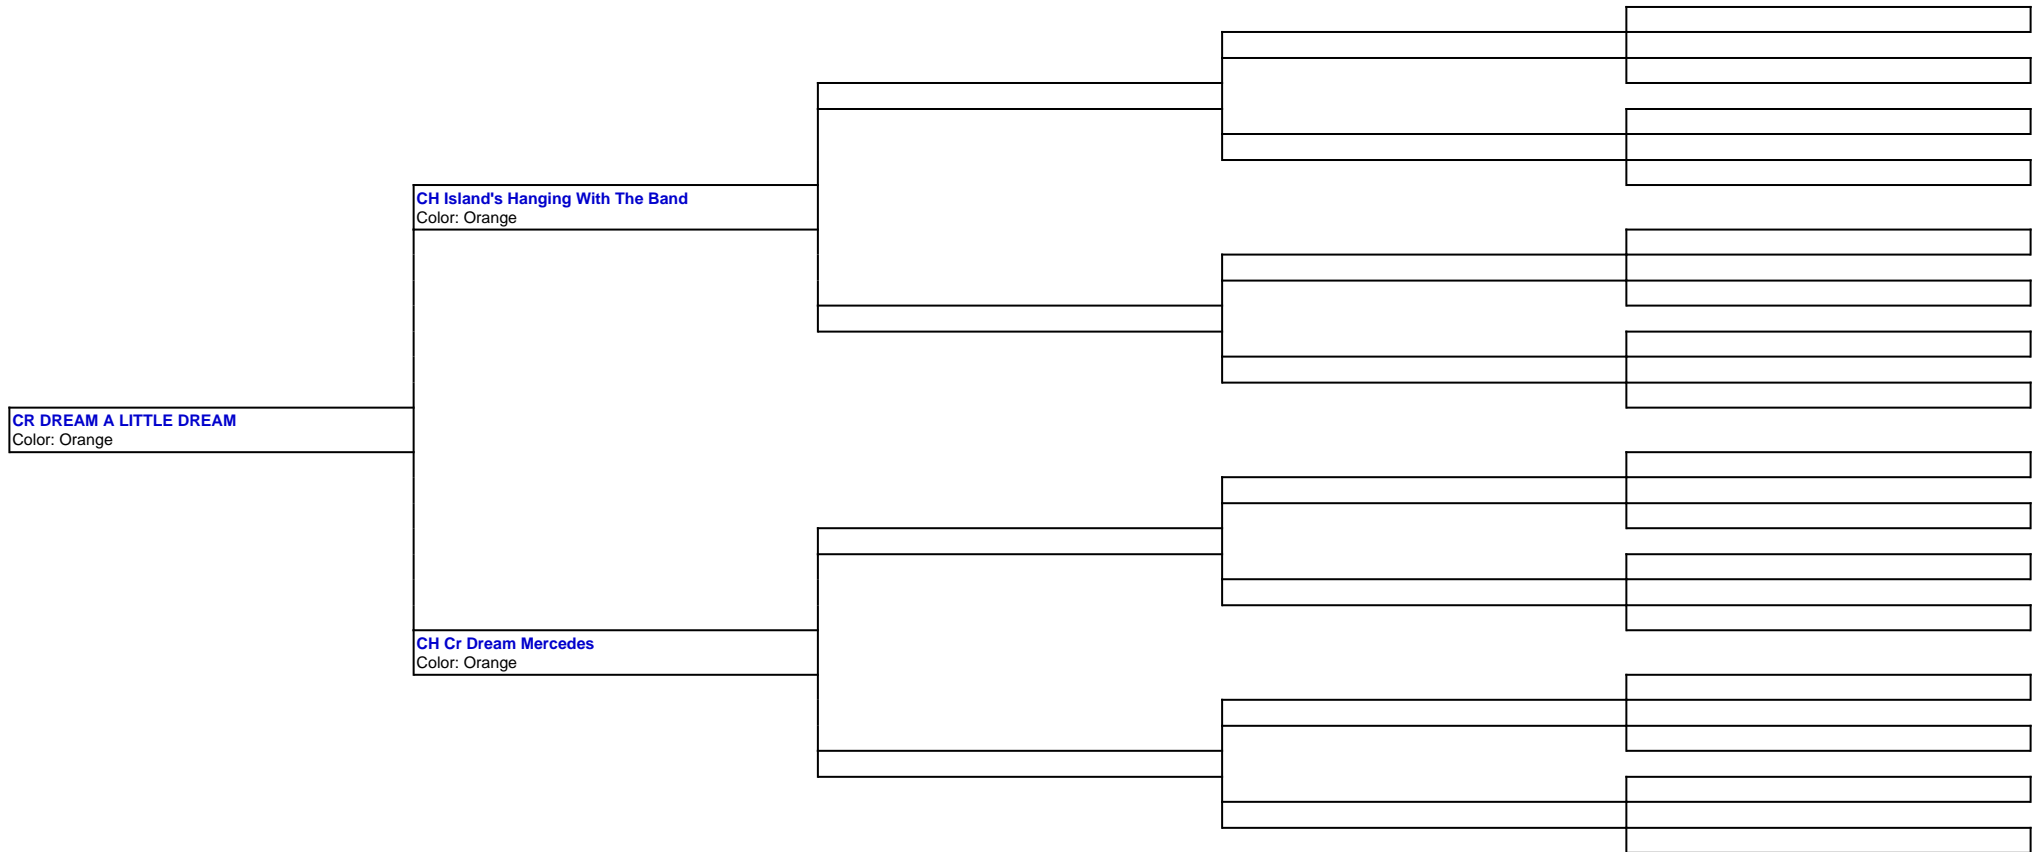 CH Island's Hanging With The Band
Color: Orange
CR DREAM A LITTLE DREAM
Color: Orange
CH Cr Dream Mercedes
Color: Orange